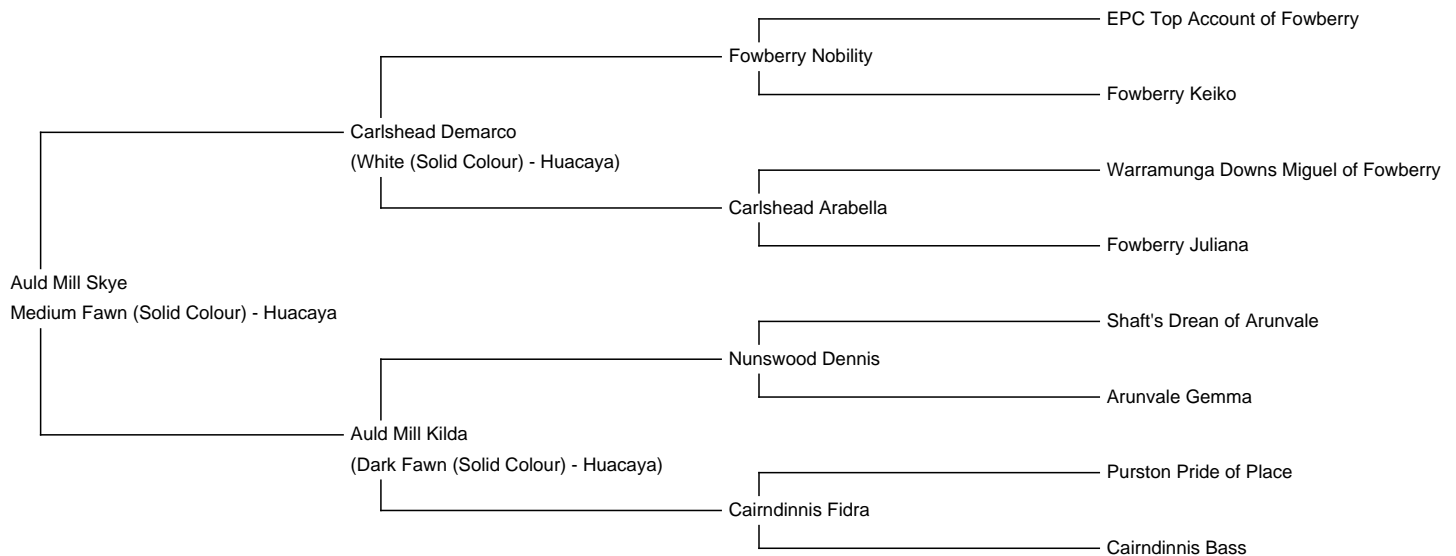 EPC Top Account of Fowberry
Fowberry Nobility
Fowberry Keiko
Carlshead Demarco
(White (Solid Colour) - Huacaya)
Warramunga Downs Miguel of Fowberry
Carlshead Arabella
Fowberry Juliana
Auld Mill Skye
Medium Fawn (Solid Colour) - Huacaya
Shaft's Drean of Arunvale
Nunswood Dennis
Arunvale Gemma
Auld Mill Kilda
(Dark Fawn (Solid Colour) - Huacaya)
Purston Pride of Place
Cairndinnis Fidra
Cairndinnis Bass